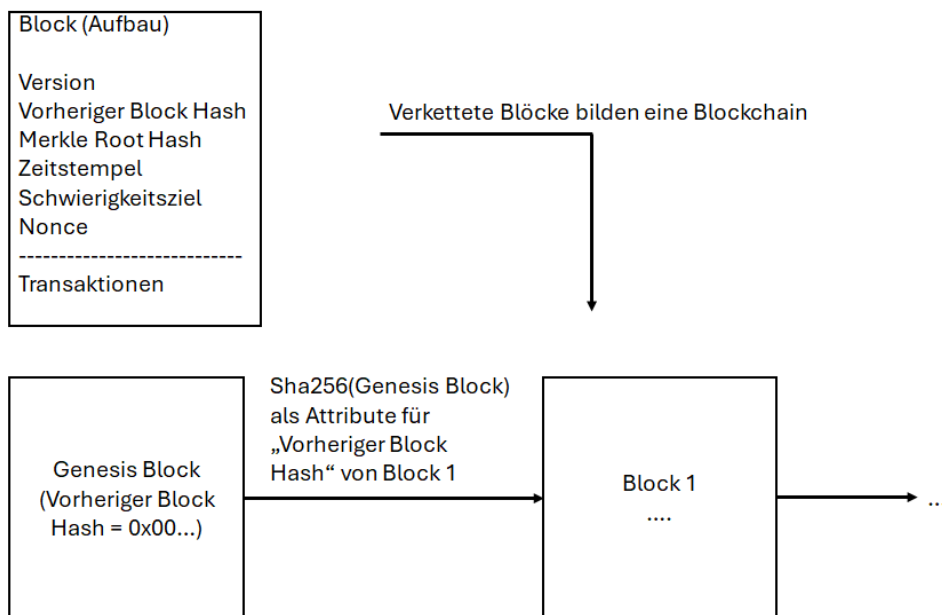 Block (Aufbau)
Version
Vorheriger Block Hash
Merkle Root Hash
Zeitstempel
Schwierigkeitsziel
Nonce
----------------------------
Transaktionen
Verkettete Blöcke bilden eine Blockchain
Genesis Block
(Vorheriger Block
Hash = 0x00...)
Sha256(Genesis Block)
als Attribute für
„Vorheriger Block
Hash“ von Block 1
Block 1
....
..